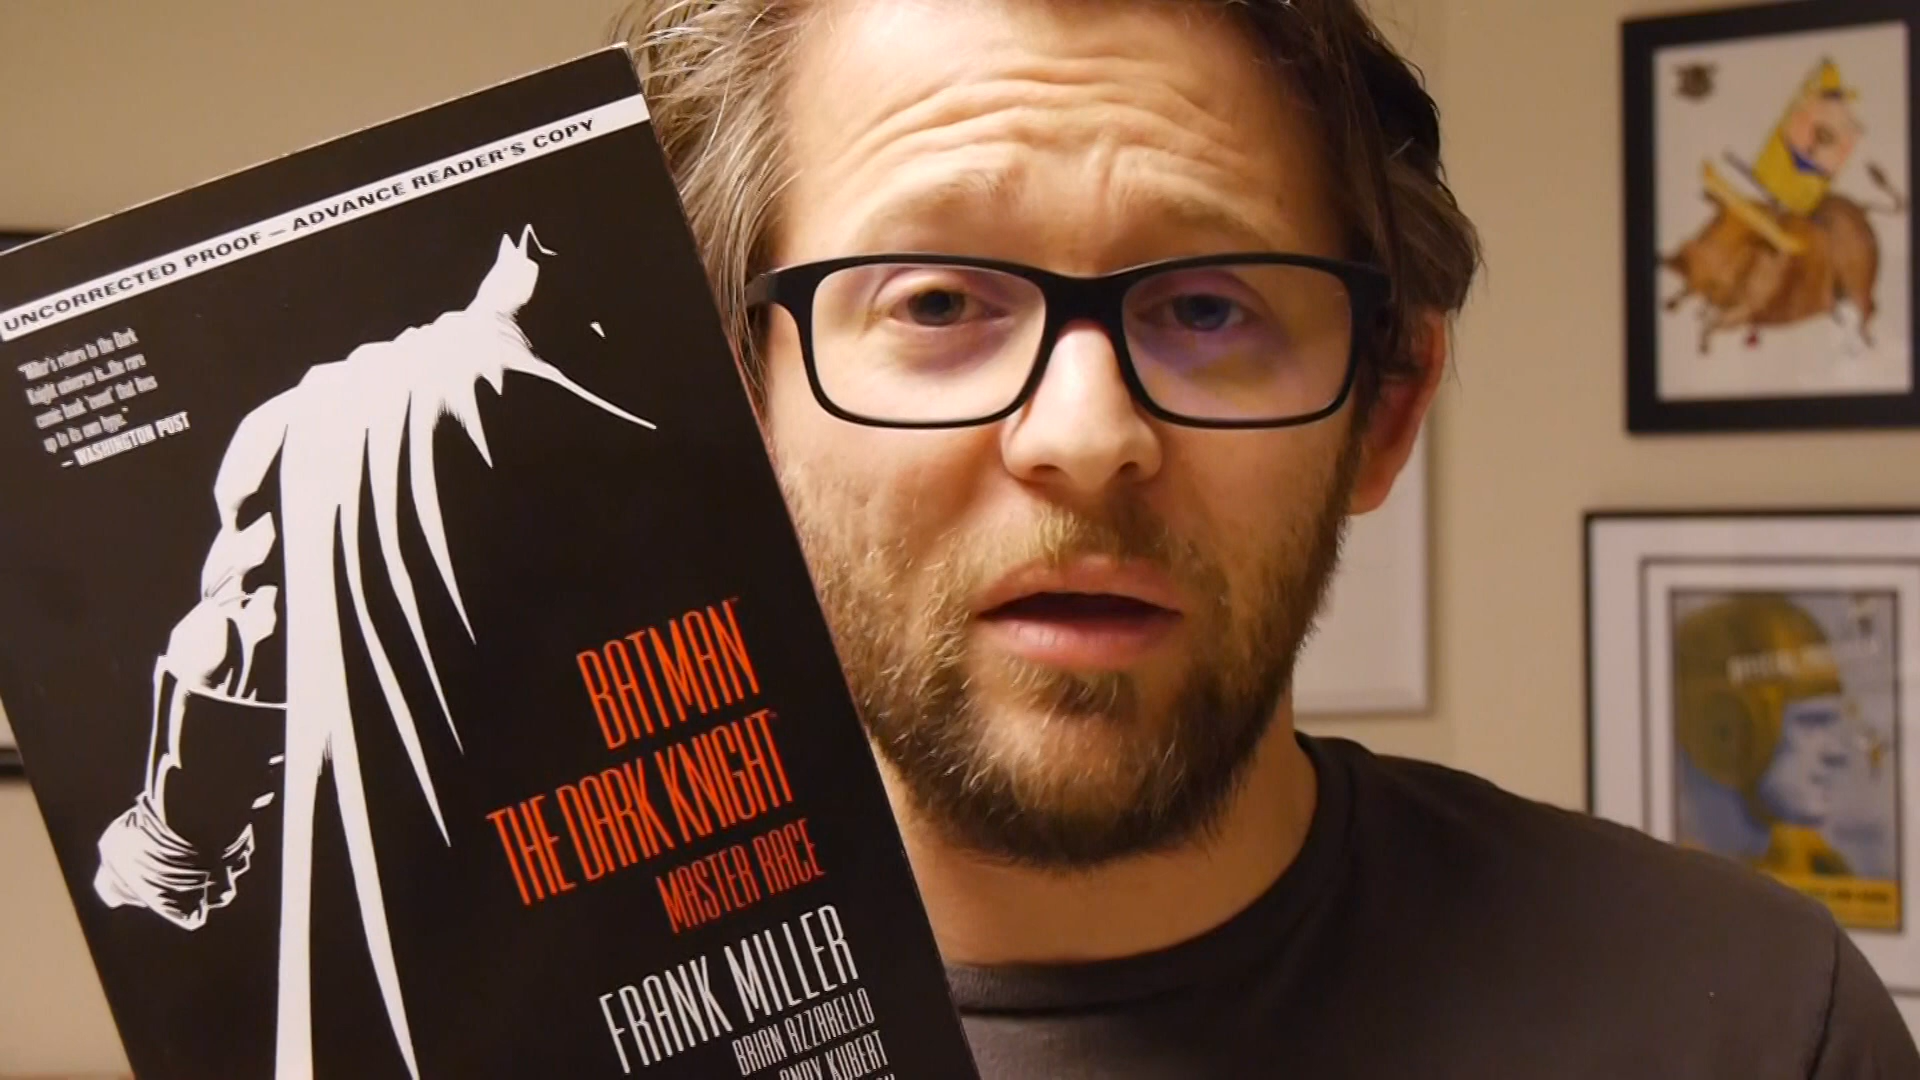 UNCORRECTED PROOF – ADVANCE READER'S COPY
"Miller's return to the Dark
Knight universe is...the rare
comic book 'event' that lives
up to its own hype."
– WASHINGTON POST
BATMAN
THE DARK KNIGHT
MASTER RACE
FRANK MILLER
BRIAN AZZARELLO
ANDY KUBERT